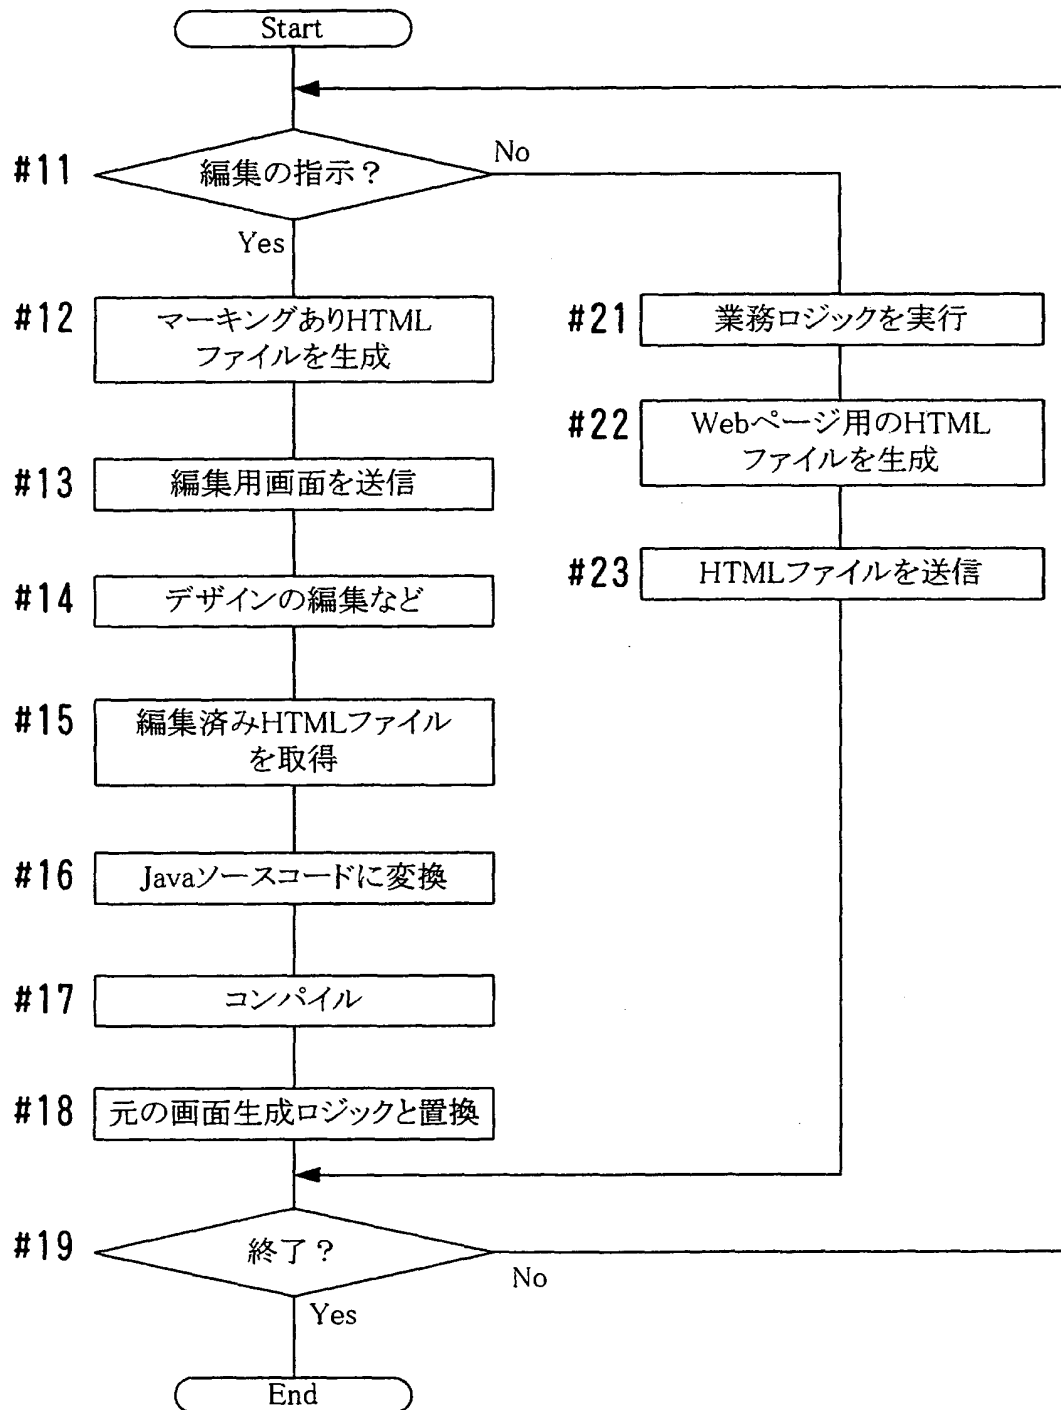 Start
#11
編集の指示?
No
Yes
#12
マーキングありHTML
ファイルを生成
#13
編集用画面を送信
#14
デザインの編集など
#15
編集済みHTMLファイル
を取得
#16
Javaソースコードに変換
#17
コンパイル
#18
元の画面生成ロジックと置換
#21
業務ロジックを実行
#22
Webページ用のHTML
ファイルを生成
#23
HTMLファイルを送信
#19
終了?
No
Yes
End